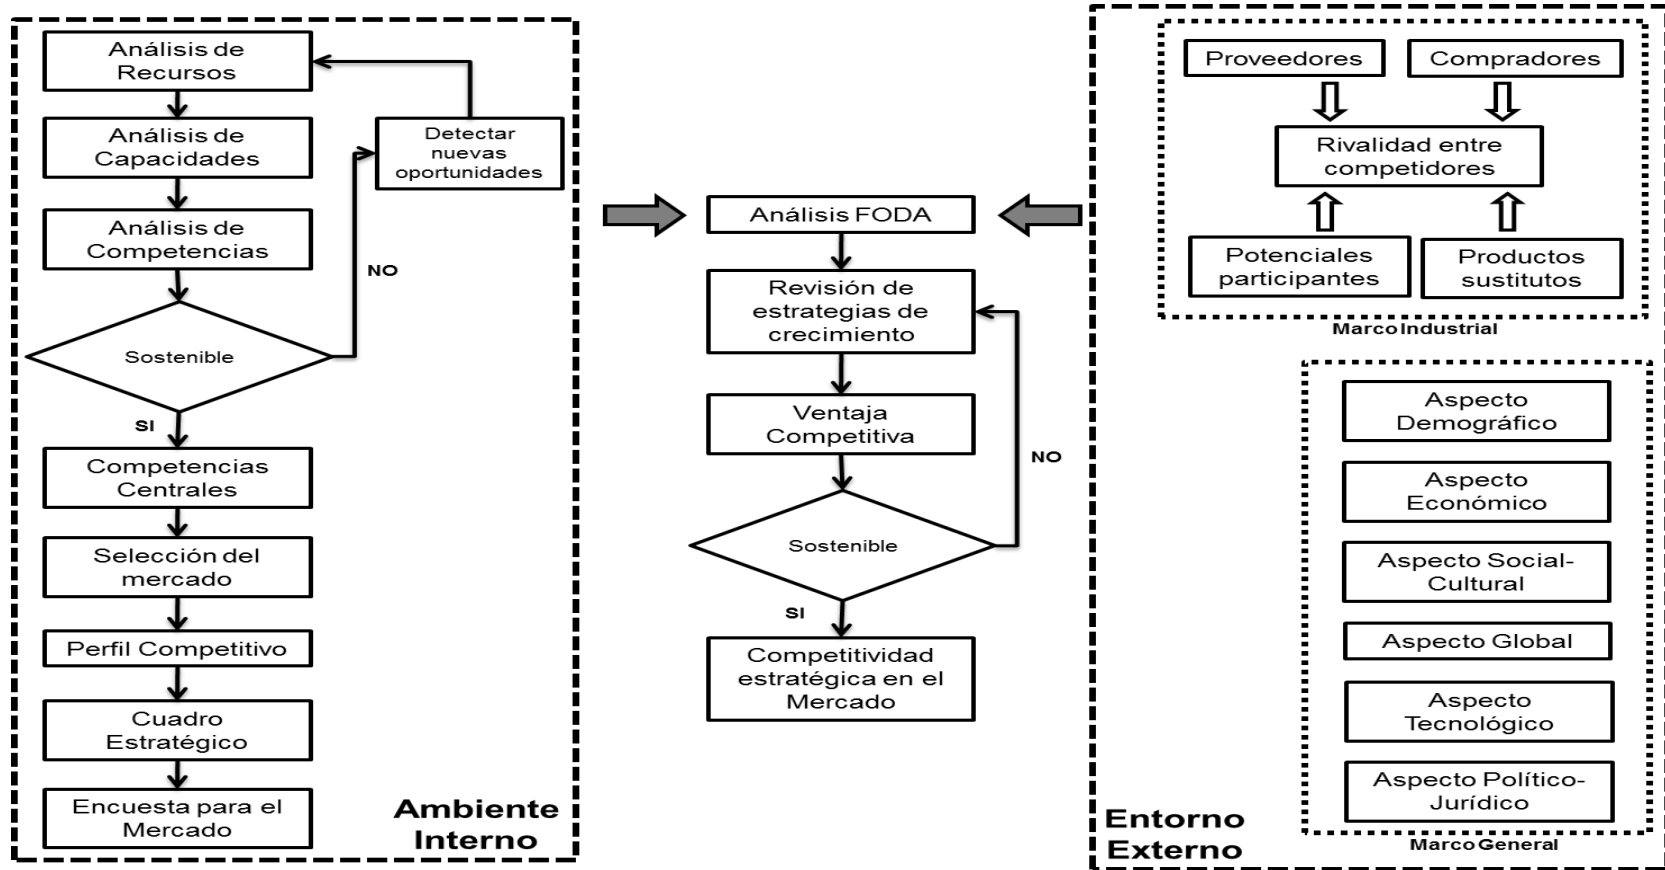 Análisis de
Recursos
Análisis de
Capacidades
Detectar
nuevas
oportunidades
Análisis de
Competencias
NO
Sostenible
SI
Competencias
Centrales
Selección del
mercado
Perfil Competitivo
Cuadro
Estratégico
Encuesta para el
Mercado
Ambiente
Interno
Análisis FODA
Revisión de
estrategias de
crecimiento
Ventaja
Competitiva
NO
Sostenible
SI
Competitividad
estratégica en el
Mercado
Proveedores
Compradores
Rivalidad entre
competidores
Potenciales
participantes
Productos
sustitutos
Marco Industrial
Aspecto
Demográfico
Aspecto
Económico
Aspecto Social-
Cultural
Aspecto Global
Aspecto
Tecnológico
Aspecto Político-
Jurídico
Marco General
Entorno
Externo